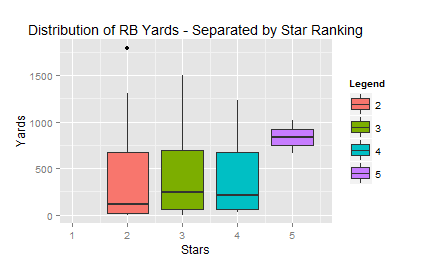 Distribution of RB Yards - Separated by Star Ranking
1500
1000
500
0
Yards
1 2 3 4 5
Stars
Legend
2
3
4
5